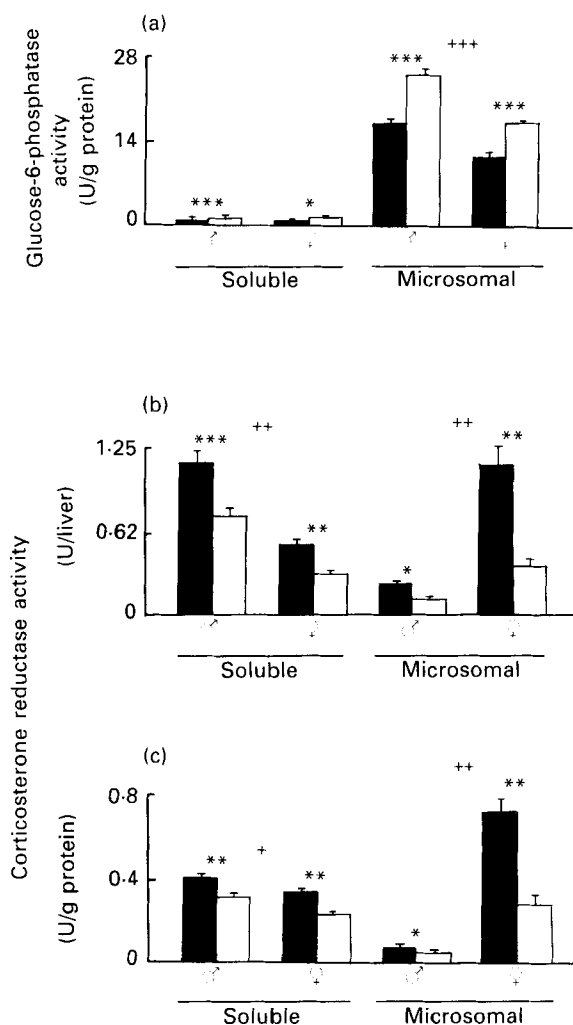 (a)
Glucose-6-phosphatase
activity
(U/g protein)
28
14
0
*** +++ ***
*** *
♂ ♀ ♂ ♀
Soluble Microsomal
Corticosterone reductase activity
(b)
(U/liver)
1·25
0·62
0
*** ++ ++ **
** *
♂ ♀ ♂ ♀
Soluble Microsomal
(c)
(U/g protein)
0·8
0·4
0
++ **
** + ** *
♂ ♀ ♂ ♀
Soluble Microsomal